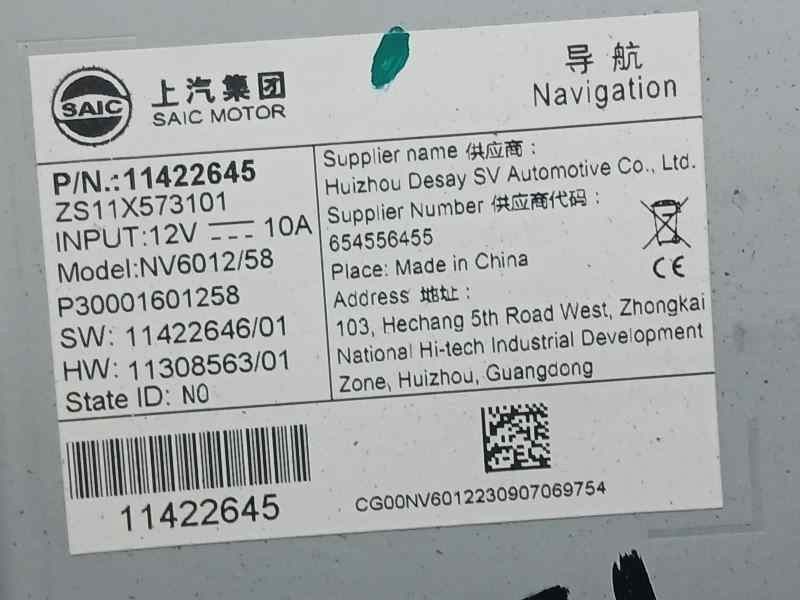 SAIC
上汽集团
SAIC MOTOR
导航
Navigation
P/N.:11422645
ZS11X573101
INPUT:12V 10A
Model:NV6012/58
P30001601258
SW: 11422646/01
HW: 11308563/01
State ID: N0
Supplier name 供应商:
Huizhou Desay SV Automotive Co., Ltd.
Supplier Number 供应商代码:
654556455
Place: Made in China
Address 地址:
103, Hechang 5th Road West, Zhongkai
National Hi-tech Industrial Development
Zone, Huizhou, Guangdong
CE
11422645
CG00NV6012230907069754